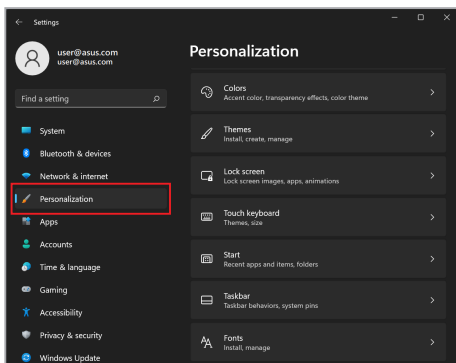 Settings
user@asus.com
user@asus.com
Find a setting
System
Bluetooth & devices
Network & internet
Personalization
Apps
Accounts
Time & language
Gaming
Accessibility
Privacy & security
Windows Update
Personalization
Colors
Accent color, transparency effects, color theme
Themes
Install, create, manage
Lock screen
Lock screen images, apps, animations
Touch keyboard
Themes, size
Start
Recent apps and items, folders
Taskbar
Taskbar behaviors, system pins
Fonts
Install, manage